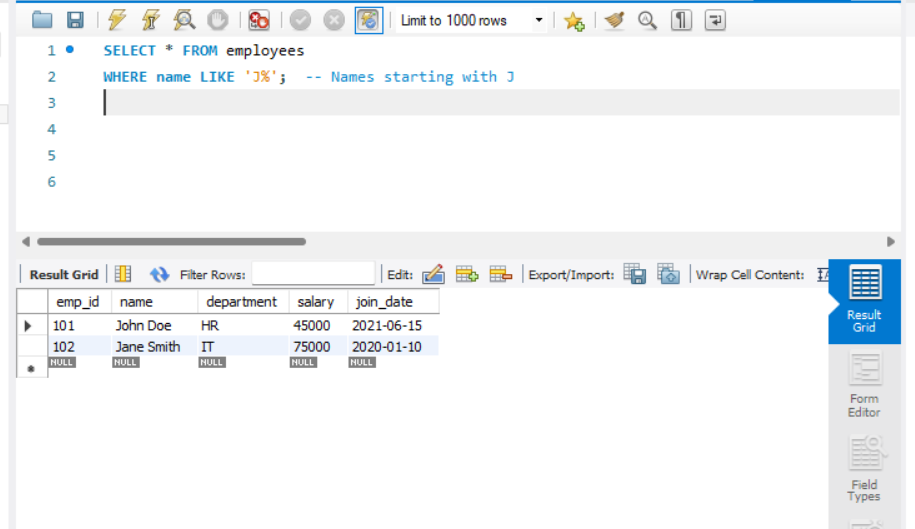 Limit to 1000 rows
1 SELECT * FROM employees
2 WHERE name LIKE 'J%'; -- Names starting with J
3
4
5
6
Result Grid Filter Rows: Edit: Export/Import: Wrap Cell Content:
emp_id name department salary join_date
101 John Doe HR 45000 2021-06-15
102 Jane Smith IT 75000 2020-01-10
NULL NULL NULL NULL NULL
Result
Grid
Form
Editor
Field
Types